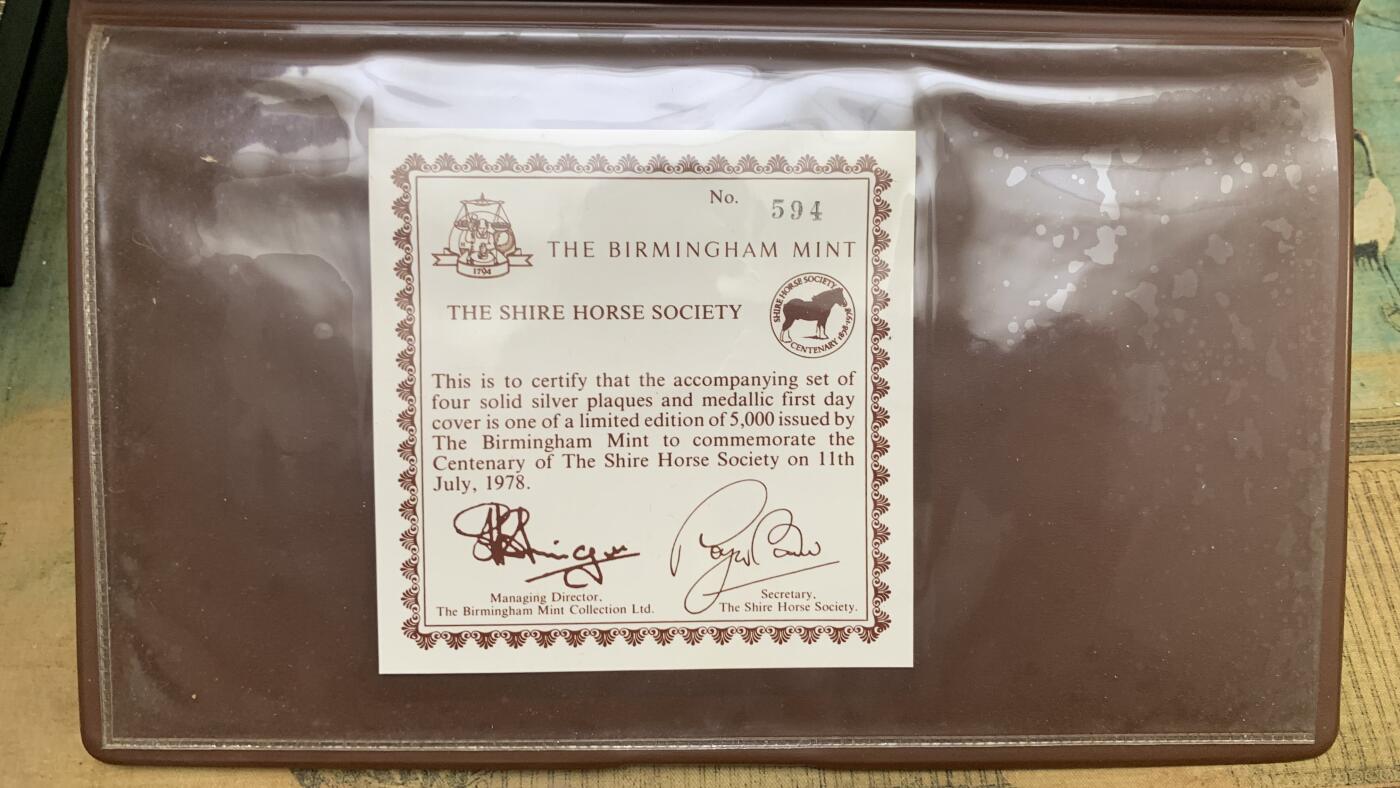 No. 594
1794
THE BIRMINGHAM MINT
THE SHIRE HORSE SOCIETY
SHIRE HORSE SOCIETY
CENTENARY 1878-1978
This is to certify that the accompanying set of
four solid silver plaques and medallic first day
cover is one of a limited edition of 5,000 issued by
The Birmingham Mint to commemorate the
Centenary of The Shire Horse Society on 11th
July, 1978.
Managing Director,
The Birmingham Mint Collection Ltd.
Secretary,
The Shire Horse Society.